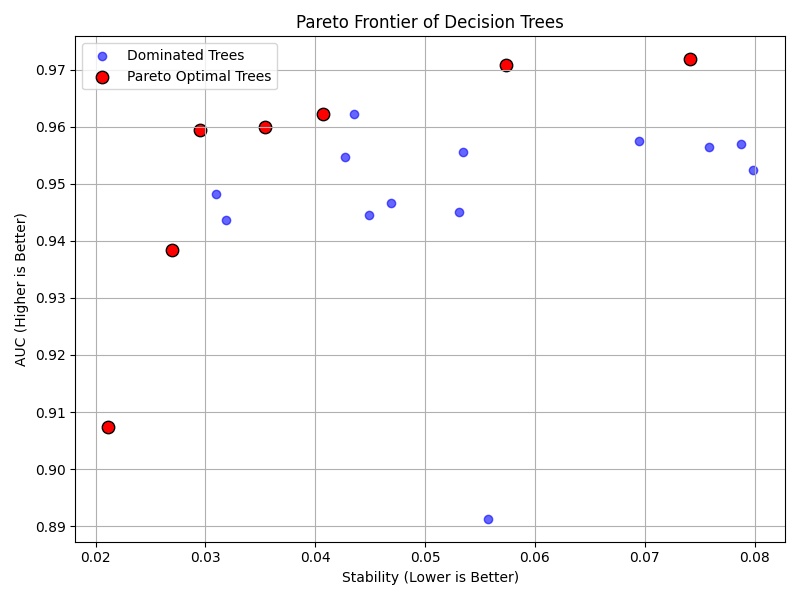 Pareto Frontier of Decision Trees
Dominated Trees
Pareto Optimal Trees
AUC (Higher is Better)
0.97
0.96
0.95
0.94
0.93
0.92
0.91
0.90
0.89
0.02 0.03 0.04 0.05 0.06 0.07 0.08
Stability (Lower is Better)